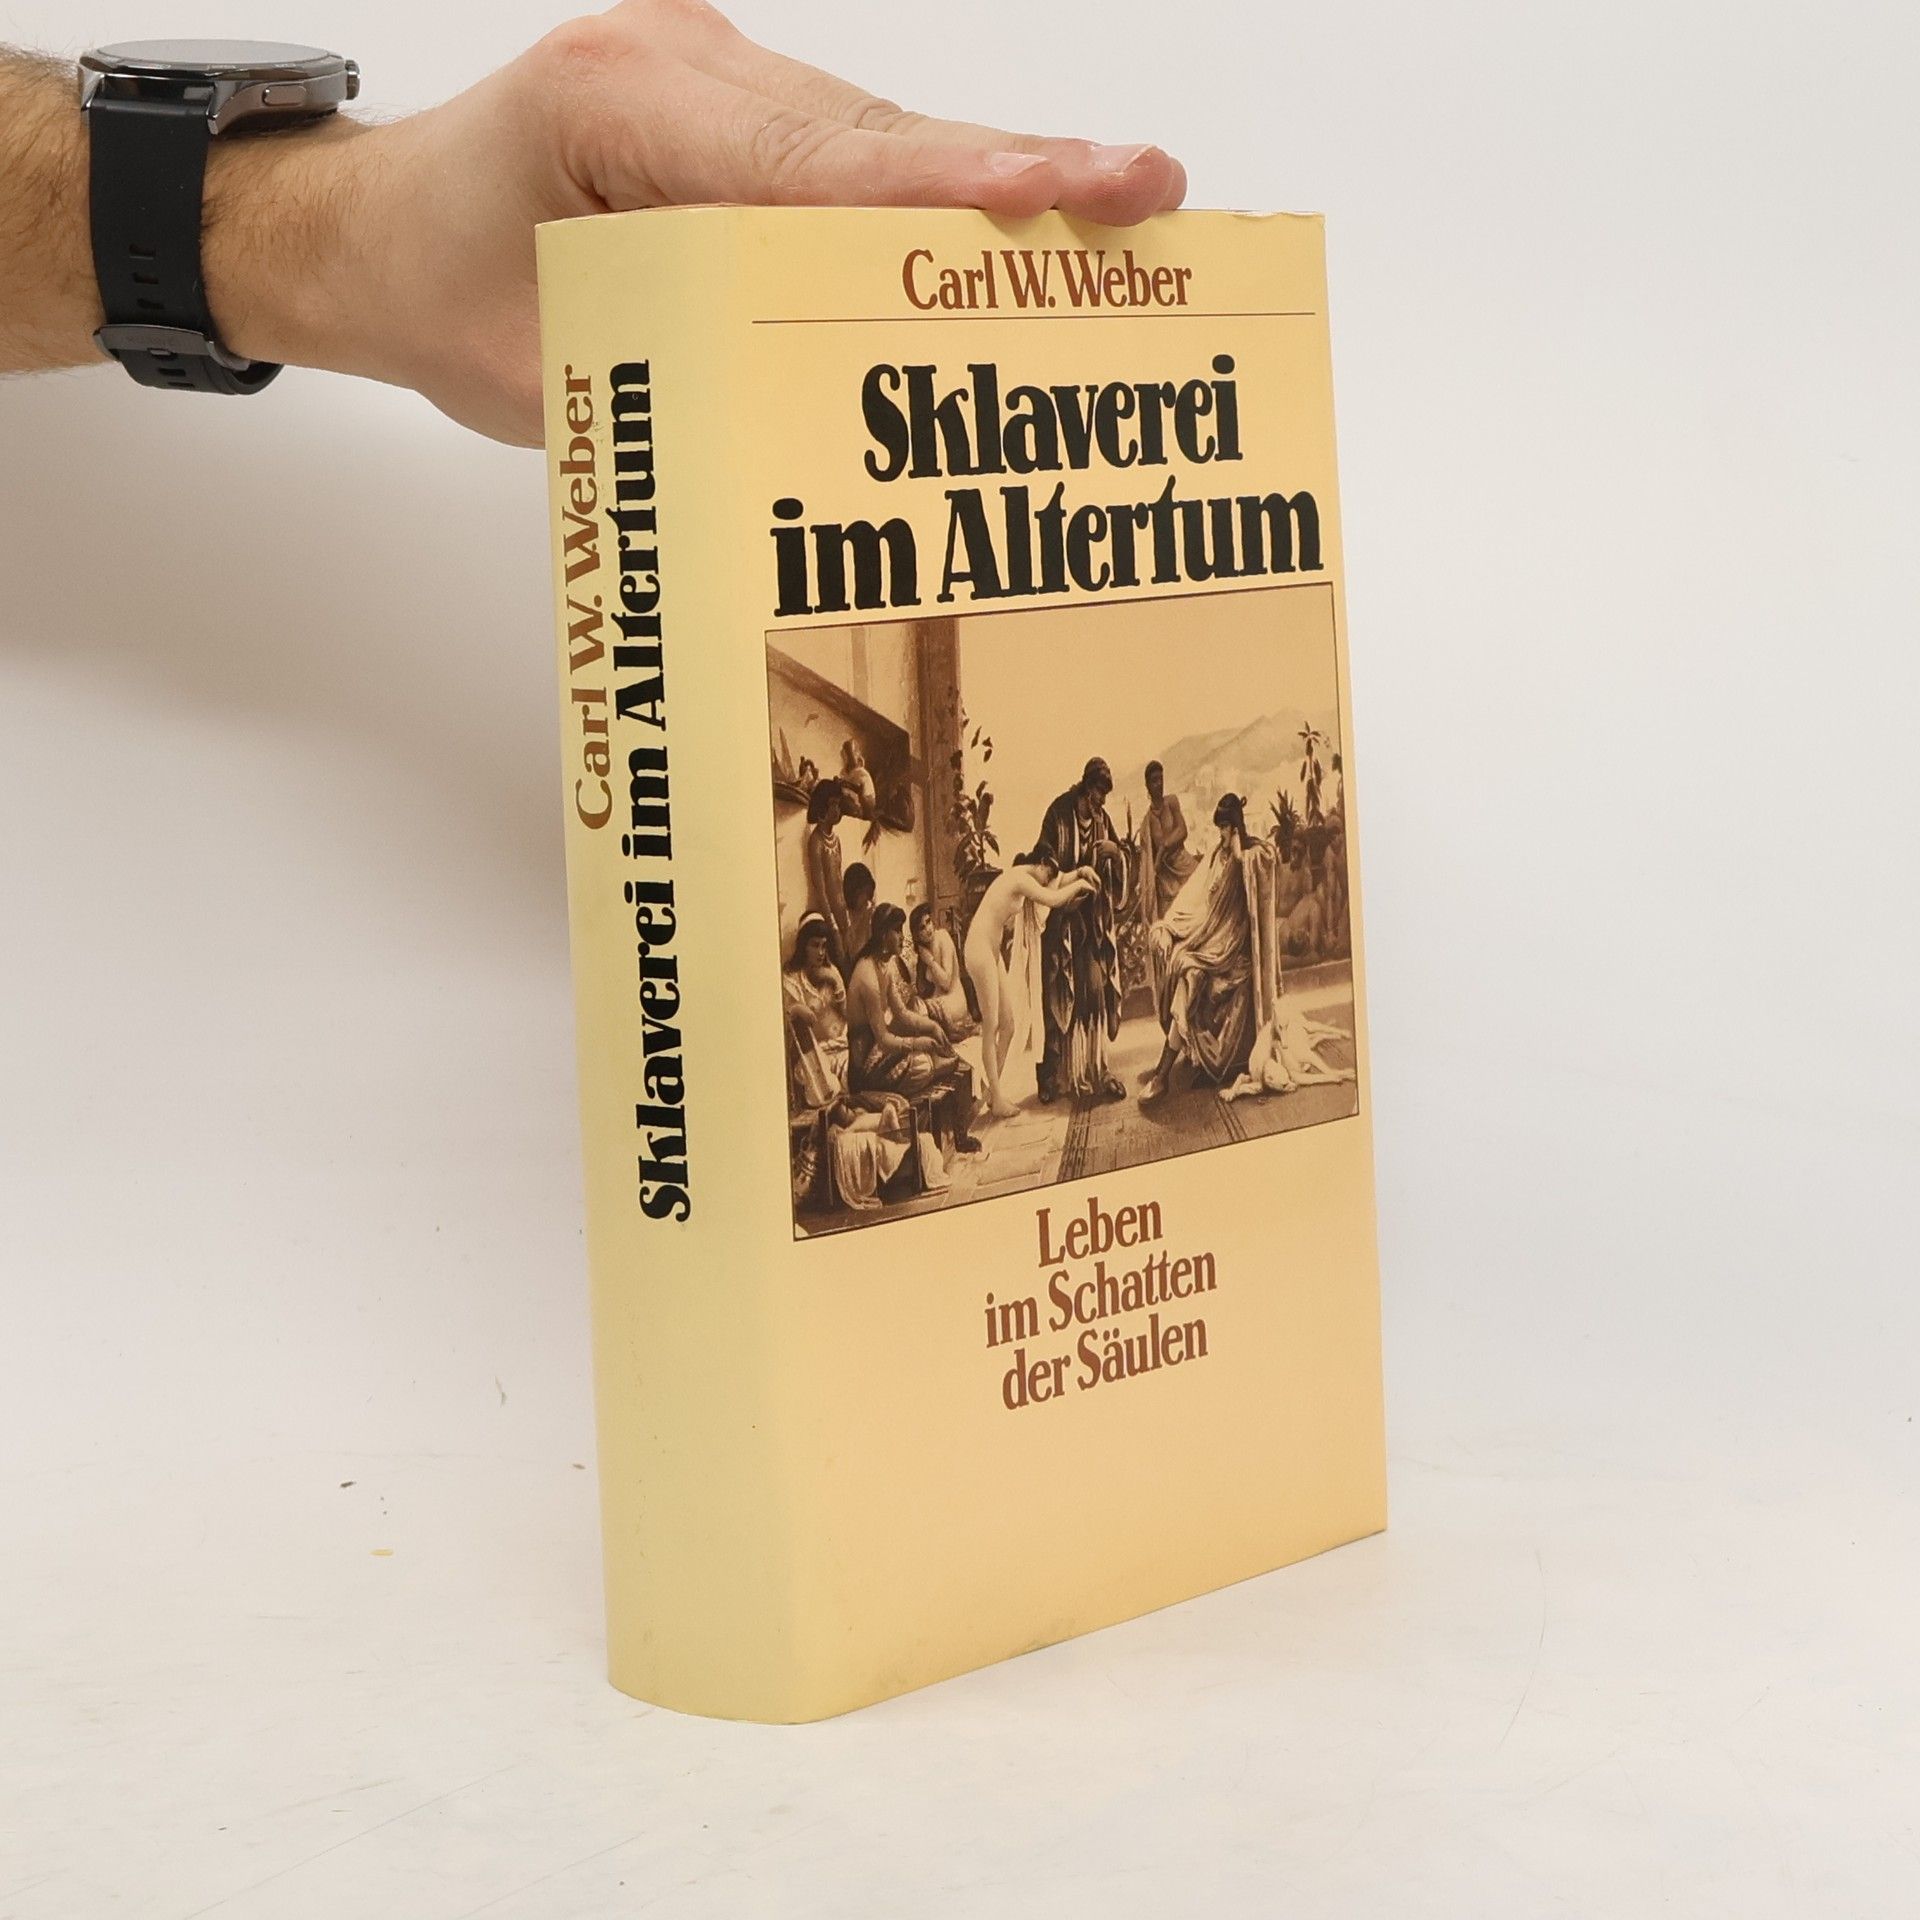 Carl W. Weber
Sklaverei im Altertum
Carl W. Weber
Sklaverei
im Altertum
Leben
im Schatten
der Säulen